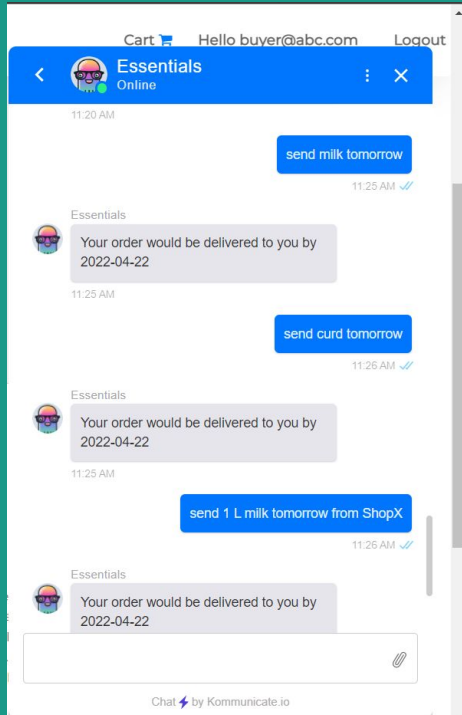 Cart Hello buyer@abc.com Logout
Essentials
Online
11:20 AM
send milk tomorrow
11:25 AM
Essentials
Your order would be delivered to you by
2022-04-22
11:25 AM
send curd tomorrow
11:26 AM
Essentials
Your order would be delivered to you by
2022-04-22
11:25 AM
send 1 L milk tomorrow from ShopX
11:26 AM
Essentials
Your order would be delivered to you by
2022-04-22
Chat by Kommunicate.io